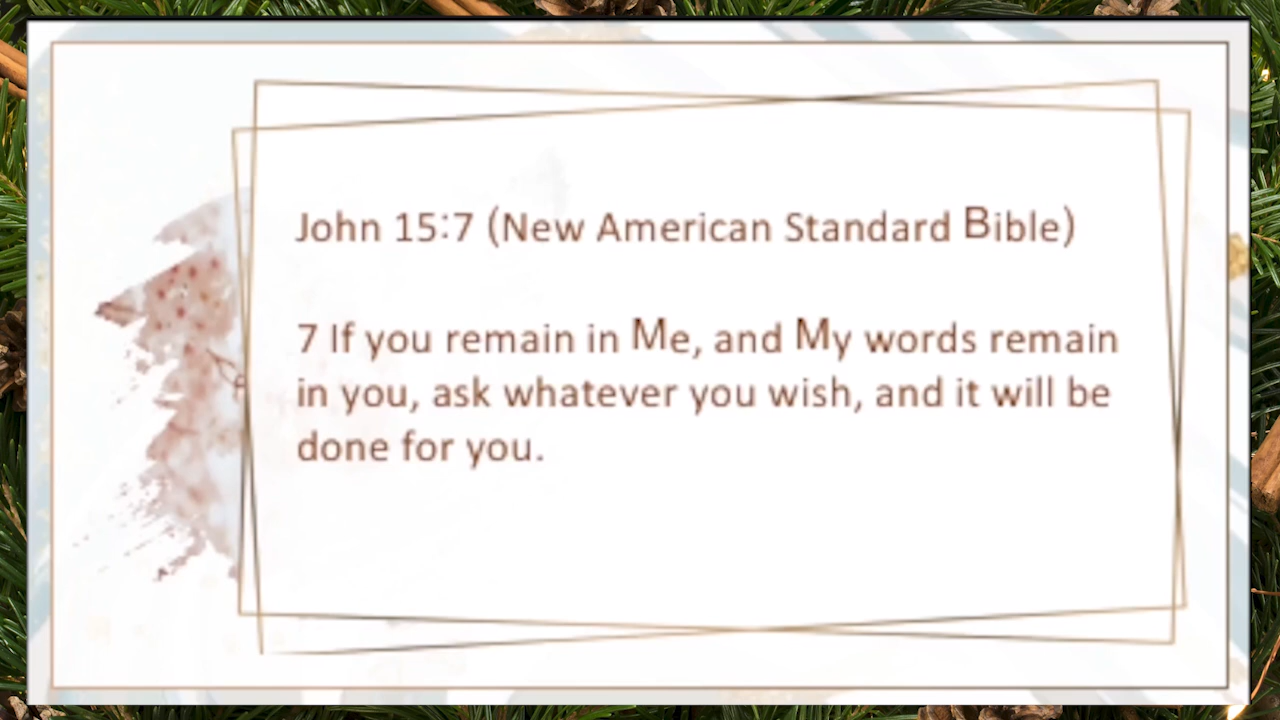 John 15:7 (New American Standard Bible)
7 If you remain in Me, and My words remain
in you, ask whatever you wish, and it will be
done for you.